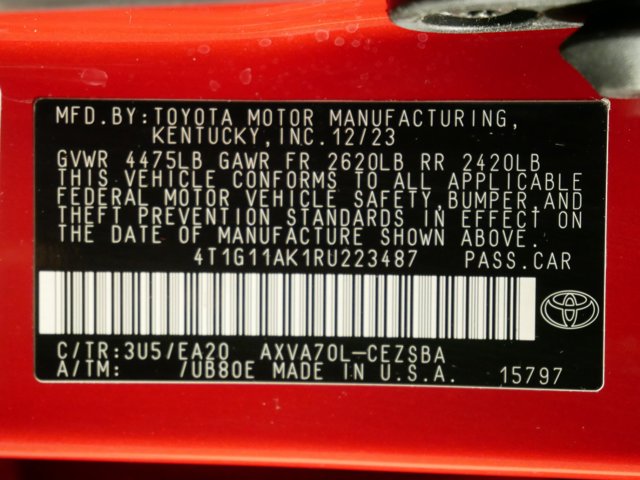 MFD.BY:TOYOTA MOTOR MANUFACTURING,
KENTUCKY,INC.12/23
GVWR 4475LB GAWR FR 2620LB RR 2420LB
THIS VEHICLE CONFORMS TO ALL APPLICABLE
FEDERAL MOTOR VEHICLE SAFETY,BUMPER,AND
THEFT PREVENTION STANDARDS IN EFFECT ON
THE DATE OF MANUFACTURE SHOWN ABOVE.
4T1G11AK1RU223487 PASS.CAR
C/TR:3U5/EA20 AXVA70L-CEZSBA
A/TM: /UB80E MADE IN U.S.A. 15797